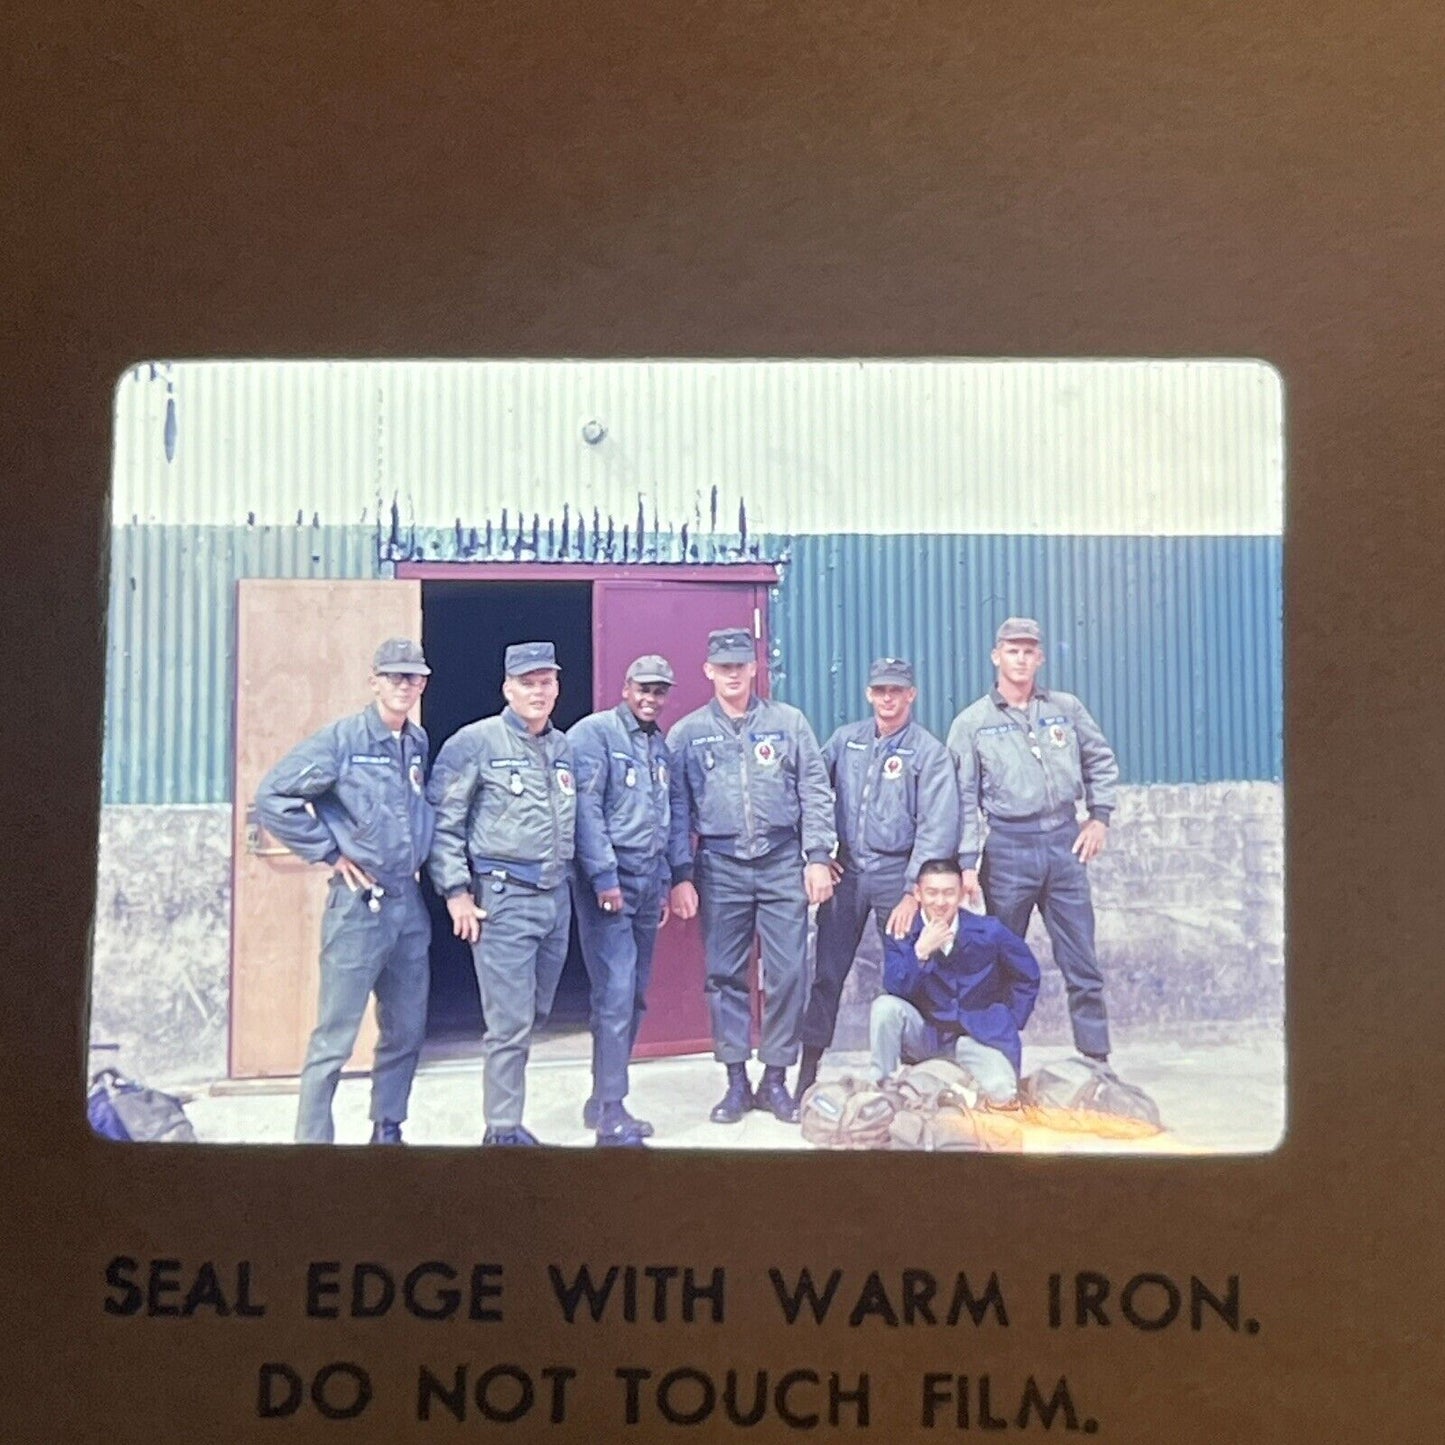 SEAL EDGE WITH WARM IRON.
DO NOT TOUCH FILM.